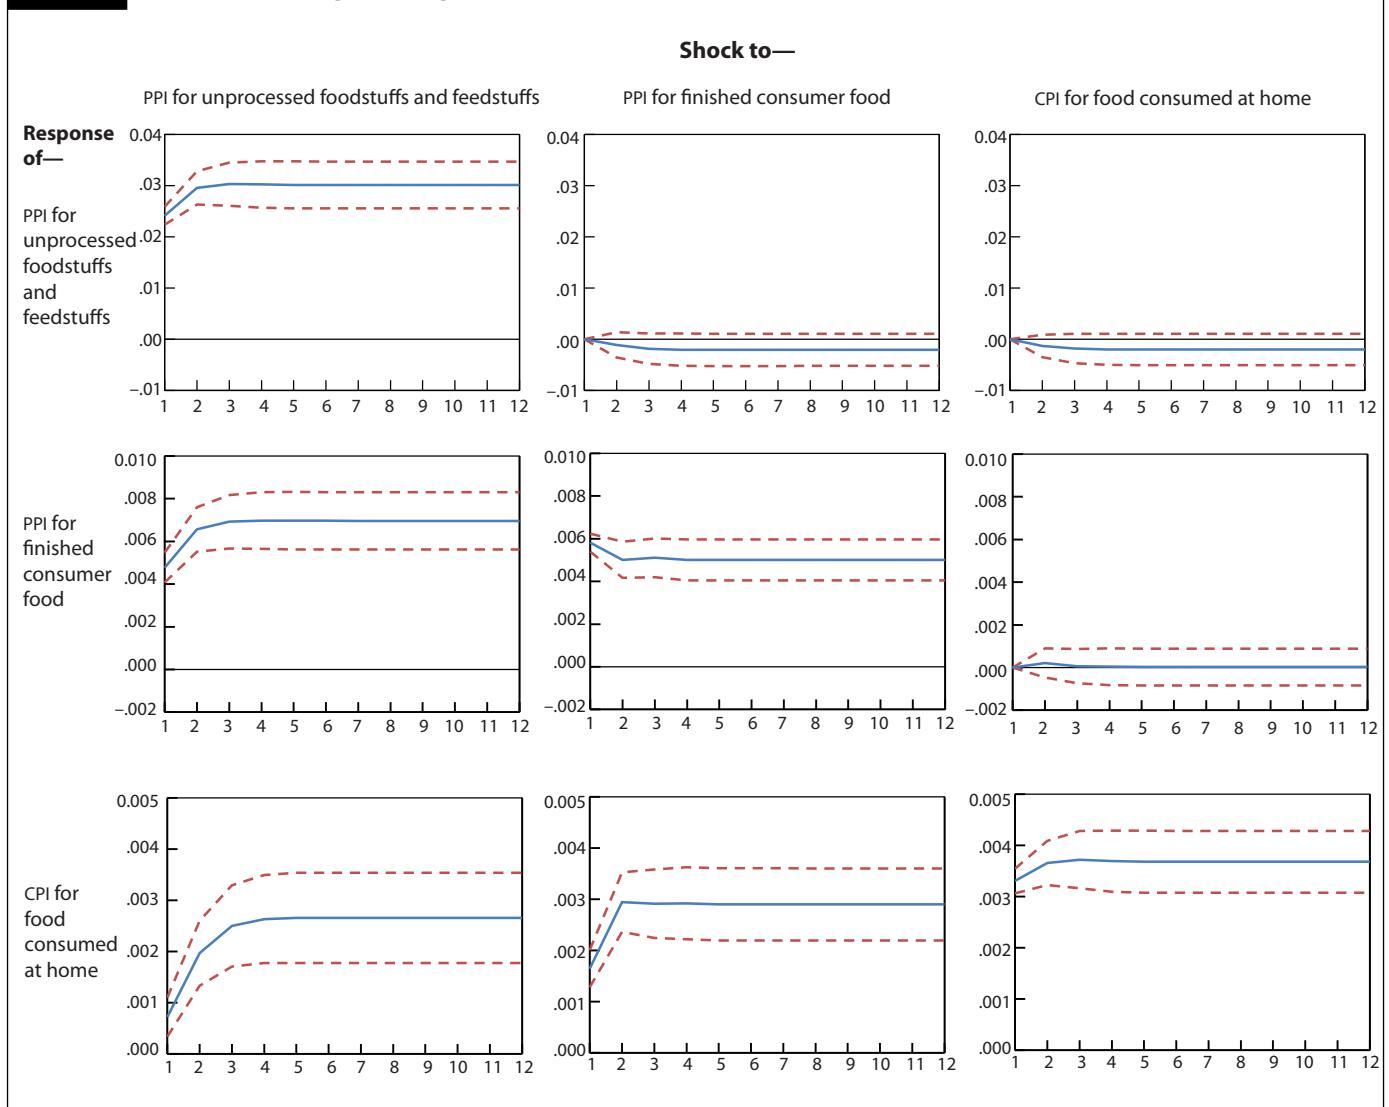 Shock to—
PPI for unprocessed foodstuffs and feedstuffs
PPI for finished consumer food
CPI for food consumed at home
Response
of—
PPI for
unprocessed
foodstuffs
and
feedstuffs
0.04
.03
.02
.01
.00
–.01
1 2 3 4 5 6 7 8 9 10 11 12
0.04
.03
.02
.01
.00
–.01
1 2 3 4 5 6 7 8 9 10 11 12
0.04
.03
.02
.01
.00
–.01
1 2 3 4 5 6 7 8 9 10 11 12
PPI for
finished
consumer
food
0.010
.008
.006
.004
.002
.000
–.002
1 2 3 4 5 6 7 8 9 10 11 12
0.010
.008
.006
.004
.002
.000
–.002
1 2 3 4 5 6 7 8 9 10 11 12
0.010
.008
.006
.004
.002
.000
–.002
1 2 3 4 5 6 7 8 9 10 11 12
CPI for
food
consumed
at home
0.005
.004
.003
.002
.001
.000
1 2 3 4 5 6 7 8 9 10 11 12
0.005
.004
.003
.002
.001
.000
1 2 3 4 5 6 7 8 9 10 11 12
0.005
.004
.003
.002
.001
.000
1 2 3 4 5 6 7 8 9 10 11 12